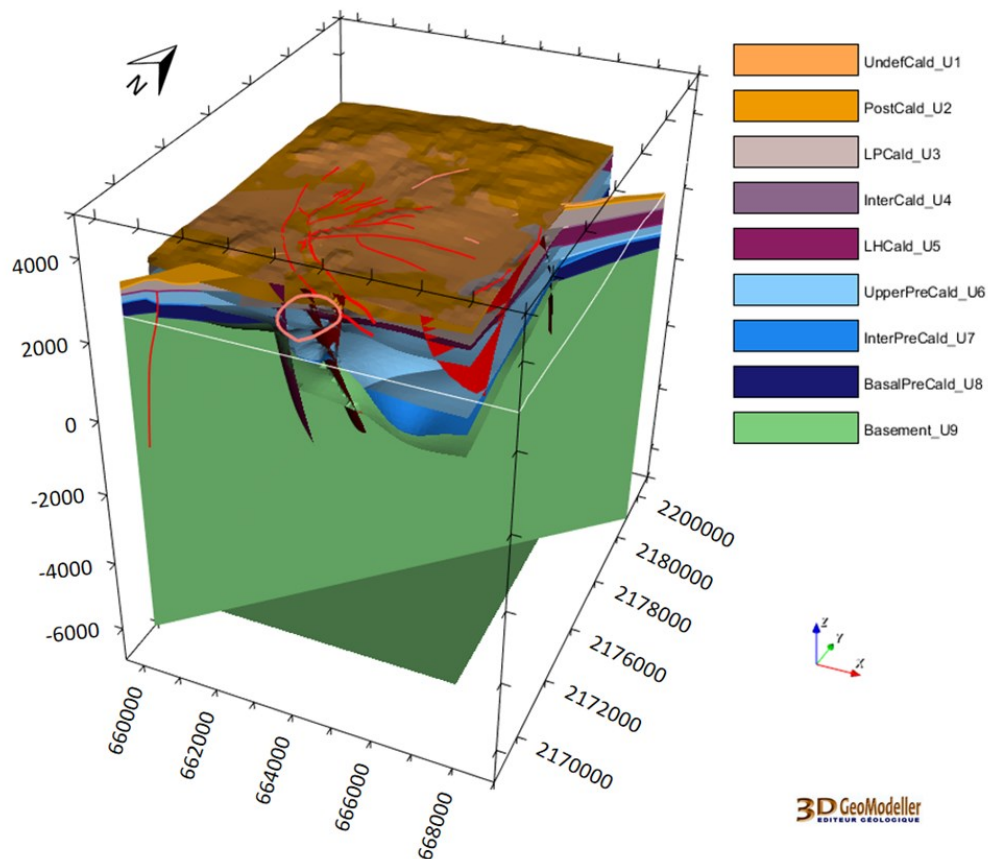 N
UndefCald_U1
PostCald_U2
LPCald_U3
InterCald_U4
LHCald_U5
UpperPreCald_U6
InterPreCald_U7
BasalPreCald_U8
Basement_U9
4000
2000
0
-2000
-4000
-6000
660000
662000
664000
666000
668000
2200000
2180000
2178000
2176000
2172000
2170000
Z
Y
X
3D GeoModeller
EDITEUR GÉOLOGIQUE